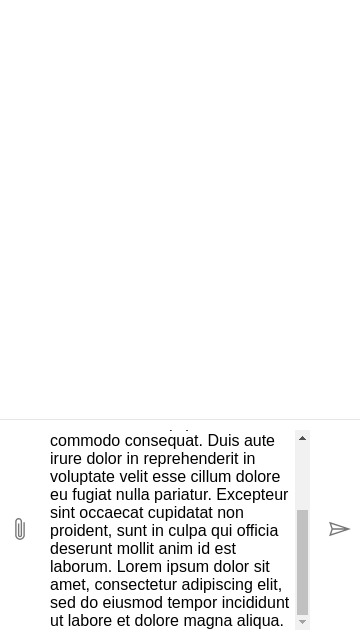 commodo consequat. Duis aute
irure dolor in reprehenderit in
voluptate velit esse cillum dolore
eu fugiat nulla pariatur. Excepteur
sint occaecat cupidatat non
proident, sunt in culpa qui officia
deserunt mollit anim id est
laborum. Lorem ipsum dolor sit
amet, consectetur adipiscing elit,
sed do eiusmod tempor incididunt
ut labore et dolore magna aliqua.